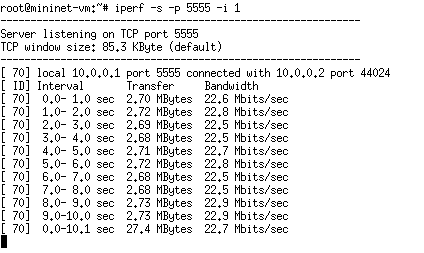 root@mininet-vm:~# iperf -s -p 5555 -i 1
------------------------------------------------------------
Server listening on TCP port 5555
TCP window size: 85.3 KByte (default)
------------------------------------------------------------
[ 70] local 10.0.0.1 port 5555 connected with 10.0.0.2 port 44024
[ ID] Interval       Transfer     Bandwidth
[ 70]  0.0- 1.0 sec  2.70 MBytes  22.6 Mbits/sec
[ 70]  1.0- 2.0 sec  2.72 MBytes  22.8 Mbits/sec
[ 70]  2.0- 3.0 sec  2.69 MBytes  22.5 Mbits/sec
[ 70]  3.0- 4.0 sec  2.68 MBytes  22.5 Mbits/sec
[ 70]  4.0- 5.0 sec  2.71 MBytes  22.7 Mbits/sec
[ 70]  5.0- 6.0 sec  2.72 MBytes  22.8 Mbits/sec
[ 70]  6.0- 7.0 sec  2.68 MBytes  22.5 Mbits/sec
[ 70]  7.0- 8.0 sec  2.68 MBytes  22.5 Mbits/sec
[ 70]  8.0- 9.0 sec  2.73 MBytes  22.9 Mbits/sec
[ 70]  9.0-10.0 sec  2.73 MBytes  22.9 Mbits/sec
[ 70]  0.0-10.1 sec  27.4 MBytes  22.7 Mbits/sec